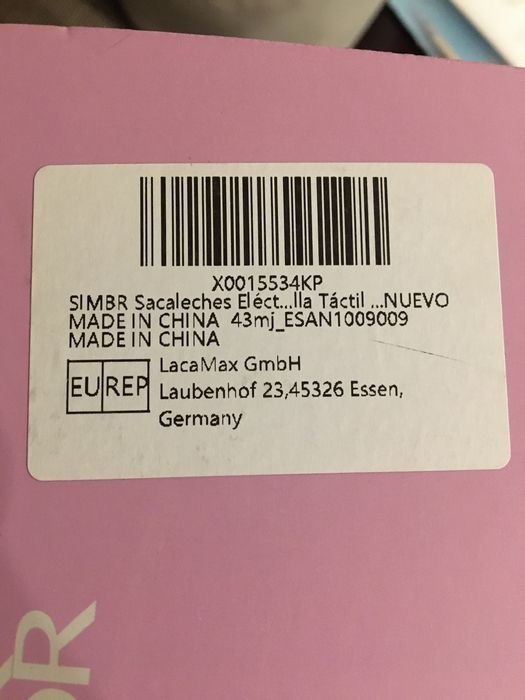 X0015534KP
SIMBR Sacaleches Eléct...lla Táctil ...NUEVO
MADE IN CHINA 43mj_ESAN1009009
MADE IN CHINA
EU REP
LacaMax GmbH
Laubenhof 23,45326 Essen,
Germany
BR